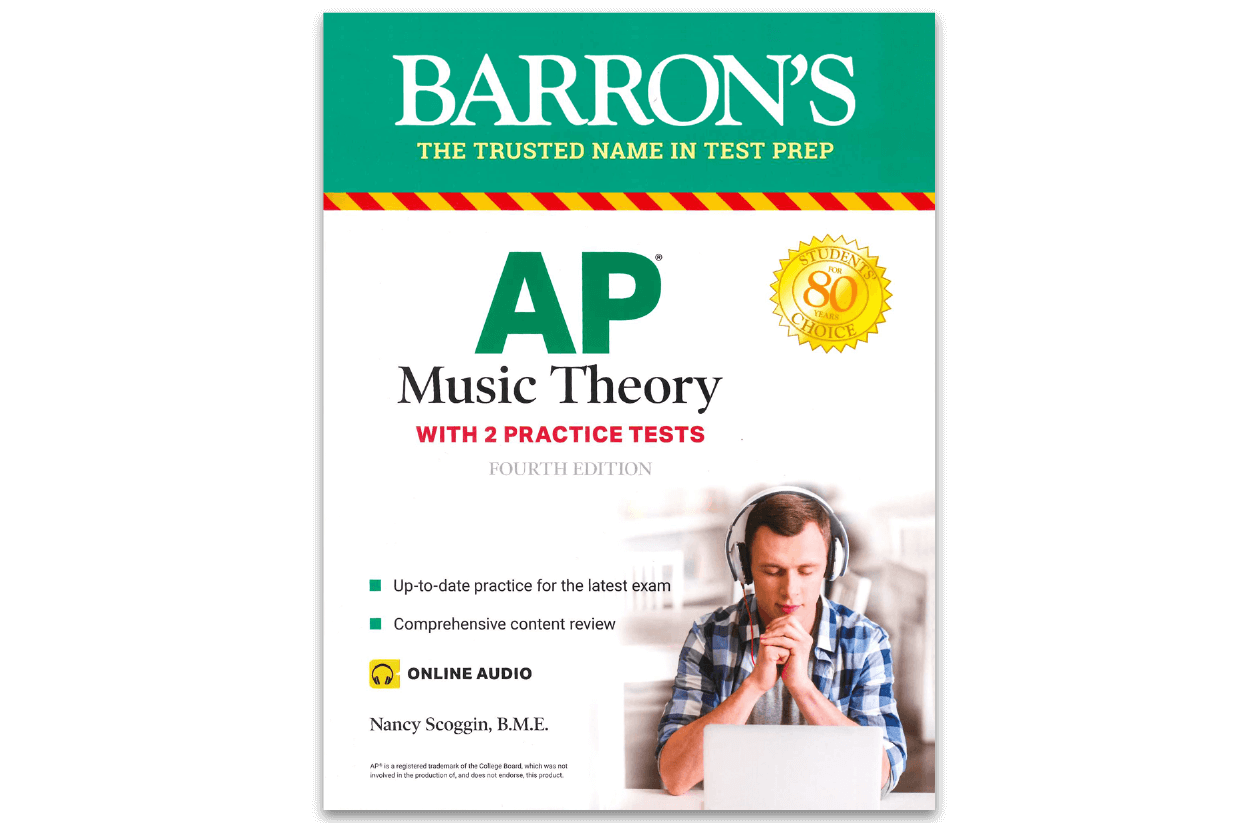 BARRON'S
THE TRUSTED NAME IN TEST PREP
AP®
STUDENTS'
FOR
80
YEARS
CHOICE
Music Theory
WITH 2 PRACTICE TESTS
FOURTH EDITION
Up-to-date practice for the latest exam
Comprehensive content review
ONLINE AUDIO
Nancy Scoggin, B.M.E.
AP® is a registered trademark of the College Board, which was not
involved in the production of, and does not endorse, this product.